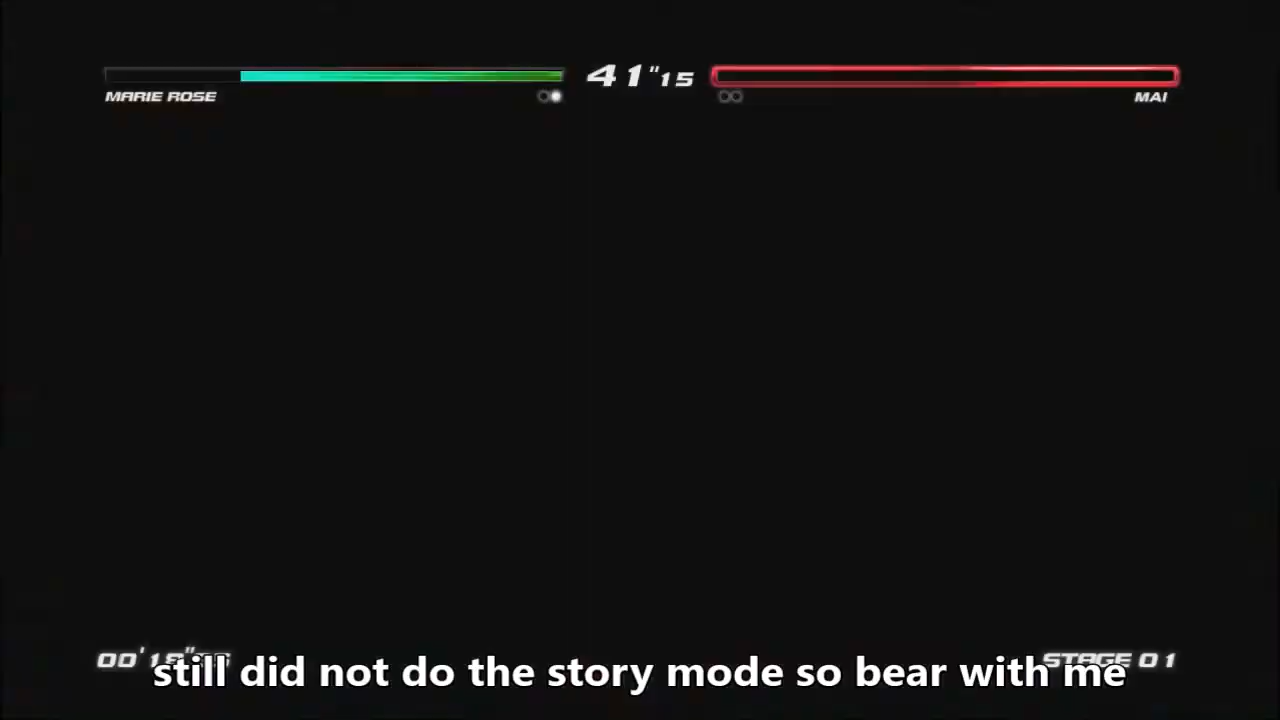 41"15
MARIE ROSE
MAI
STAGE 01
still did not do the story mode so bear with me